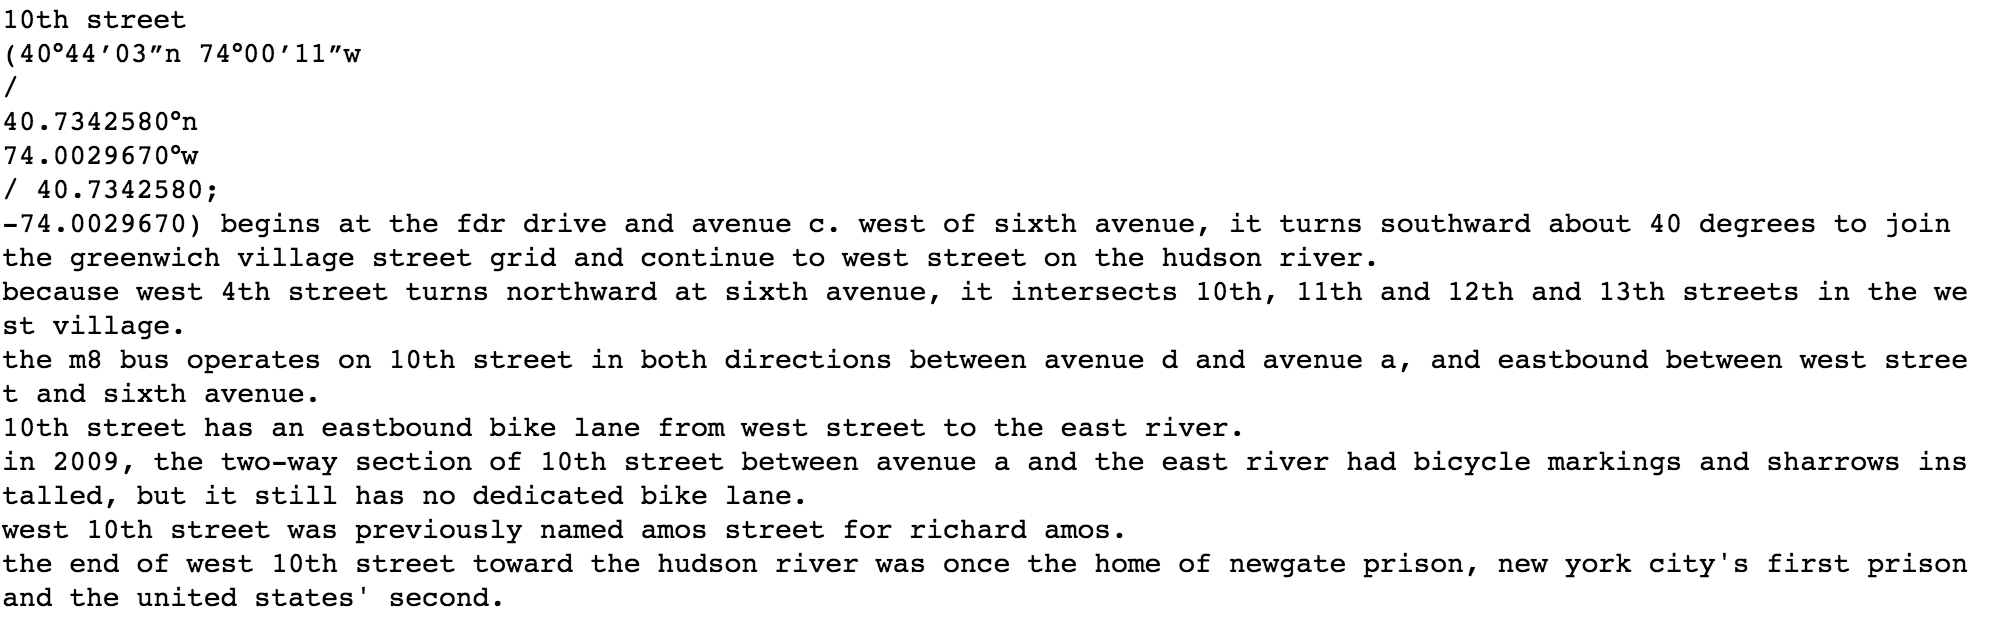 10th street
(40°44′03″n 74°00′11″w
/
40.7342580°n
74.0029670°w
/ 40.7342580;
-74.0029670) begins at the fdr drive and avenue c. west of sixth avenue, it turns southward about 40 degrees to join
the greenwich village street grid and continue to west street on the hudson river.
because west 4th street turns northward at sixth avenue, it intersects 10th, 11th and 12th and 13th streets in the we
st village.
the m8 bus operates on 10th street in both directions between avenue d and avenue a, and eastbound between west stree
t and sixth avenue.
10th street has an eastbound bike lane from west street to the east river.
in 2009, the two-way section of 10th street between avenue a and the east river had bicycle markings and sharrows ins
talled, but it still has no dedicated bike lane.
west 10th street was previously named amos street for richard amos.
the end of west 10th street toward the hudson river was once the home of newgate prison, new york city's first prison
and the united states' second.